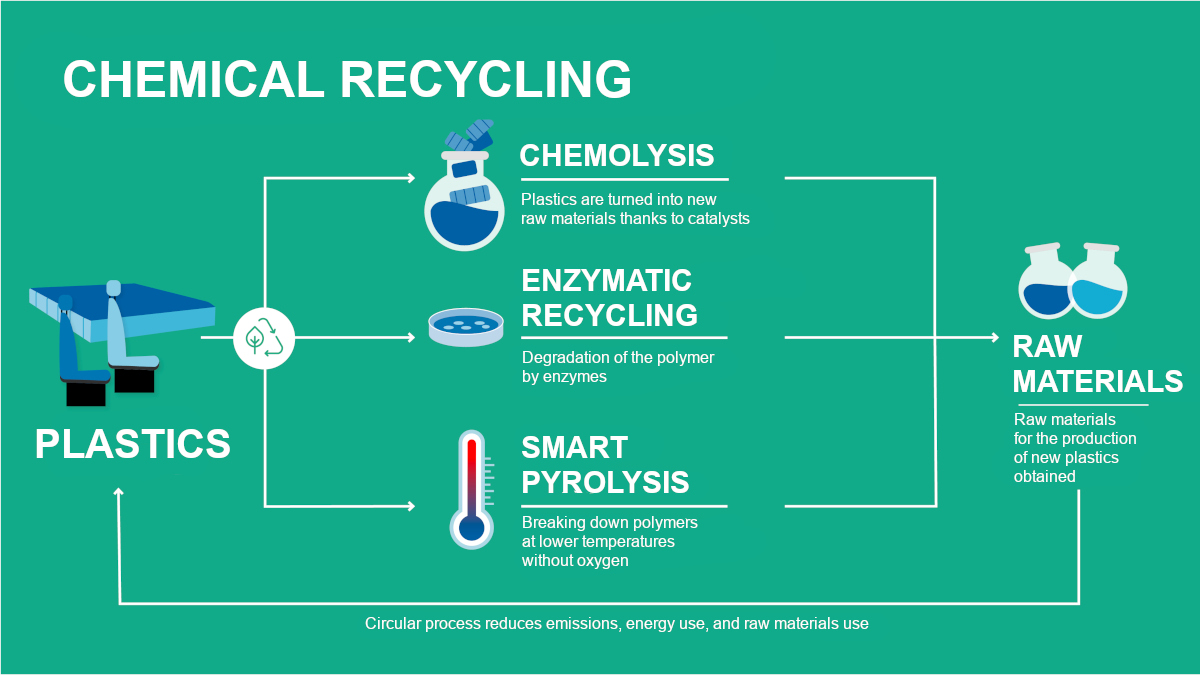 CHEMICAL RECYCLING
CHEMOLYSIS
Plastics are turned into new
raw materials thanks to catalysts
ENZYMATIC
RECYCLING
Degradation of the polymer
by enzymes
SMART
PYROLYSIS
Breaking down polymers
at lower temperatures
without oxygen
PLASTICS
RAW
MATERIALS
Raw materials
for the production
of new plastics
obtained
Circular process reduces emissions, energy use, and raw materials use